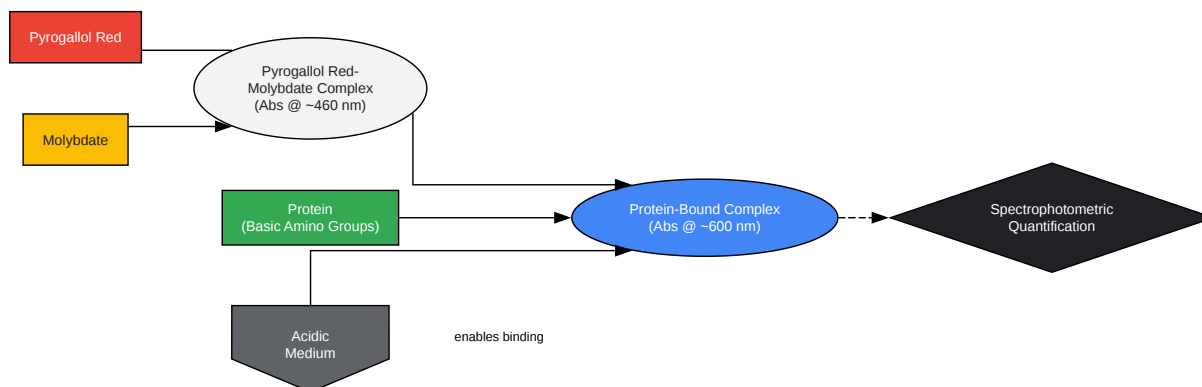 Pyrogallol Red
Molybdate
Pyrogallol Red-
Molybdate Complex
(Abs @ ~460 nm)
Protein
(Basic Amino Groups)
Protein-Bound Complex
(Abs @ ~600 nm)
Spectrophotometric
Quantification
Acidic
Medium
enables binding